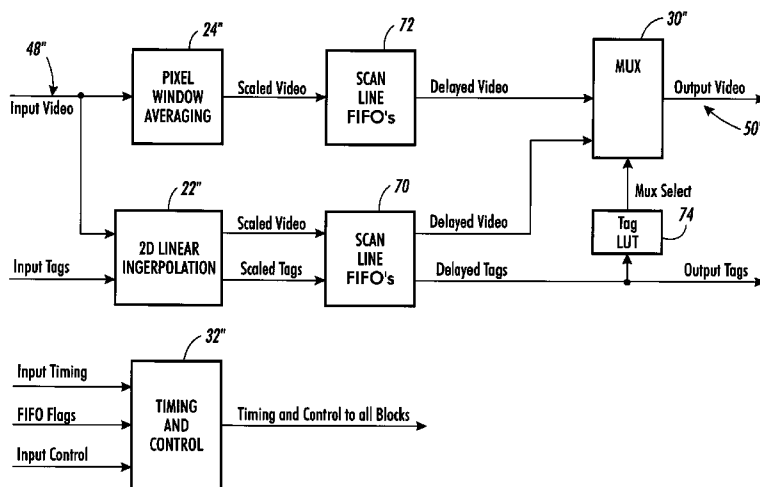 48"
Input Video
24"
PIXEL
WINDOW
AVERAGING
Scaled Video
72
SCAN
LINE
FIFO's
Delayed Video
30"
MUX
Output Video
50"
Mux Select
Tag
LUT
74
22"
2D LINEAR
INGERPOLATION
Input Tags
Scaled Video
Scaled Tags
70
SCAN
LINE
FIFO's
Delayed Video
Delayed Tags
Output Tags
32"
Input Timing
FIFO Flags
Input Control
TIMING
AND
CONTROL
Timing and Control to all Blocks